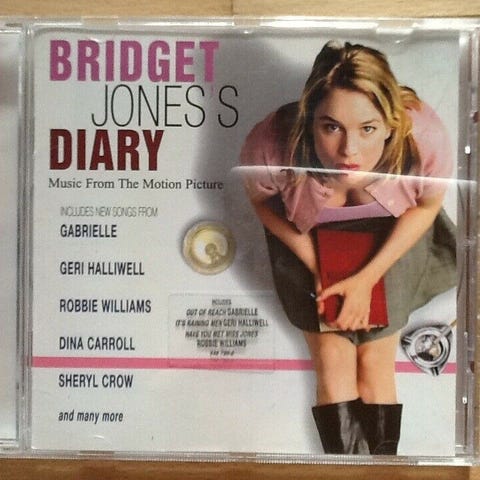 BRIDGET
JONES'S
DIARY
Music From The Motion Picture
INCLUDES NEW SONGS FROM
GABRIELLE
GERI HALLIWELL
ROBBIE WILLIAMS
DINA CARROLL
SHERYL CROW
and many more
INCLUDES
OUT OF REACH GABRIELLE
IT'S RAINING MEN GERI HALLIWELL
HAVE YOU MET MISS JONES
ROBBIE WILLIAMS